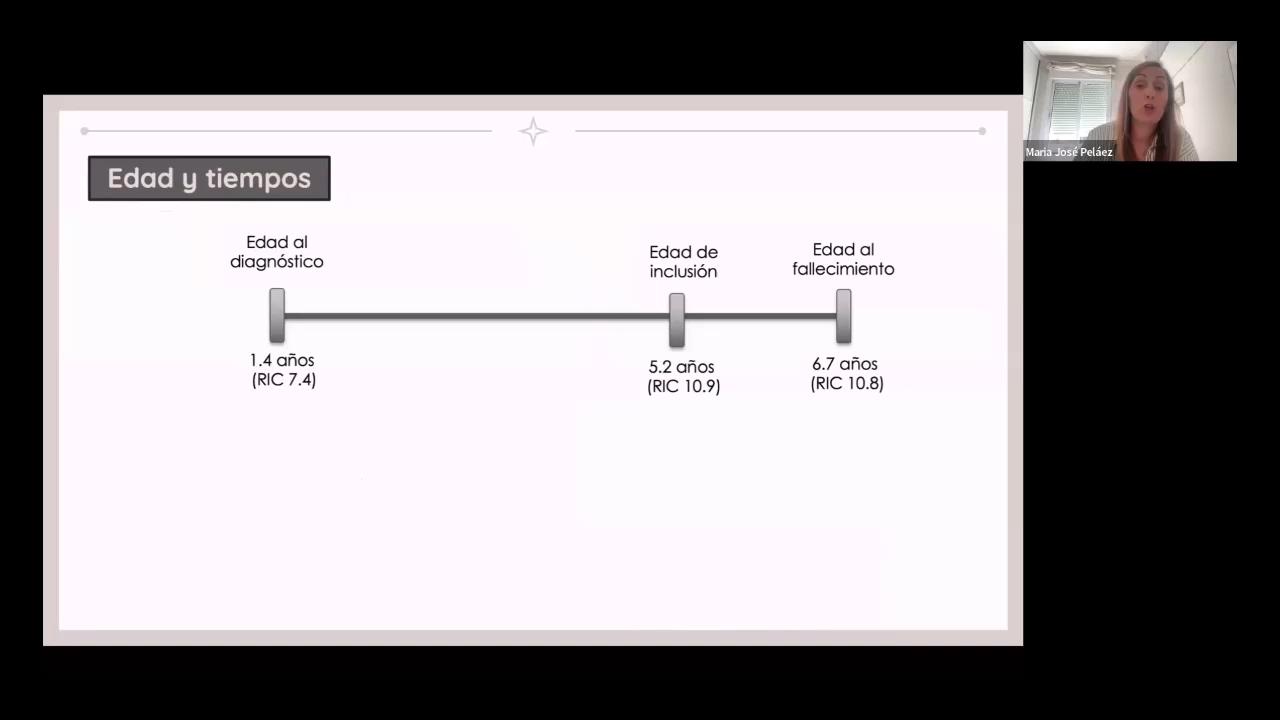 Edad y tiempos
Edad al
diagnóstico
1.4 años
(RIC 7.4)
Edad de
inclusión
5.2 años
(RIC 10.9)
Edad al
fallecimiento
6.7 años
(RIC 10.8)
Maria José Peláez